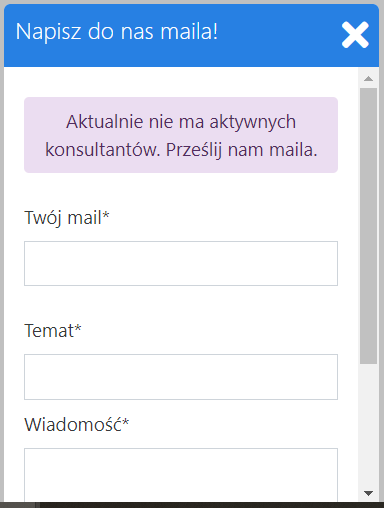 Napisz do nas maila!
Aktualnie nie ma aktywnych
konsultantów. Prześlij nam maila.
Twój mail*
Temat*
Wiadomość*